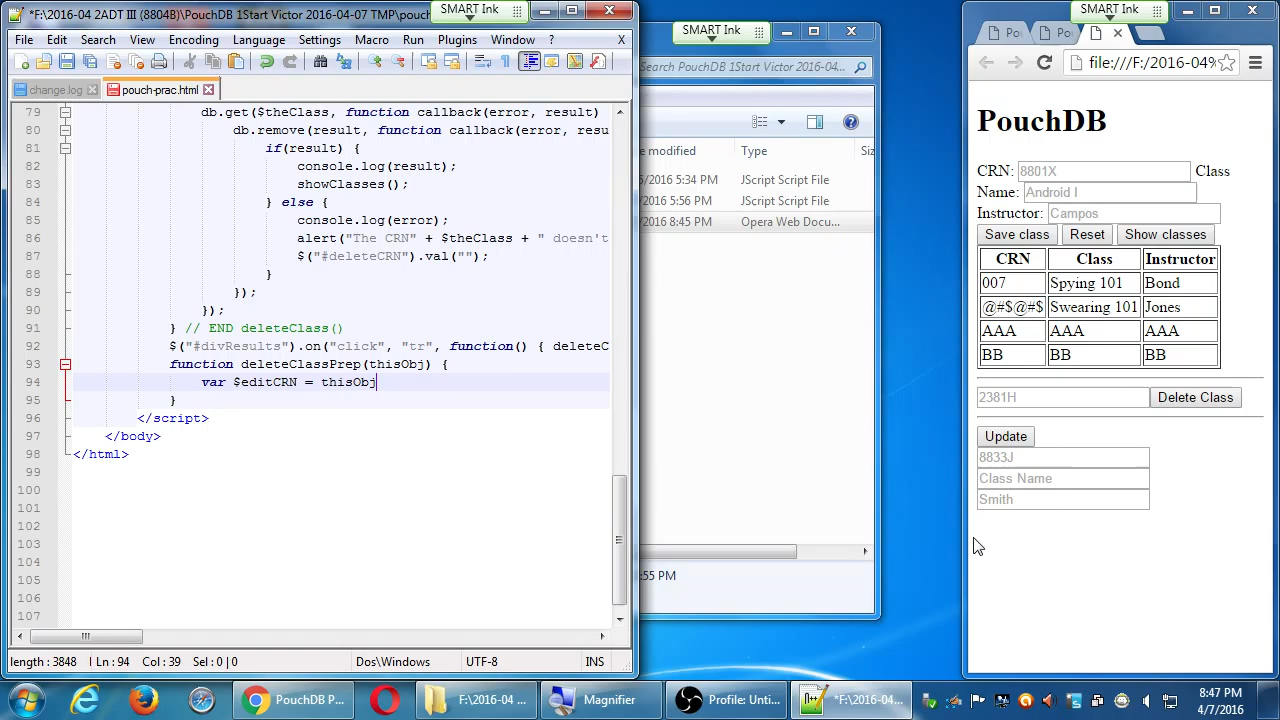 *F:\2016-04 2ADT III (8804B)\PouchDB 1Start Victor 2016-04-07 TMP\pouch
SMART Ink
File Edit Search View Encoding Language Settings Run Plugins Window ? X
change.log
pouch-prac.html
79 db.get($theClass, function callback(error, result)
80 db.remove(result, function callback(error, resu
81 if(result) {
82 console.log(result);
83 showClasses();
84 } else {
85 console.log(error);
86 alert("The CRN" + $theClass + " doesn't
87 $("#deleteCRN").val("");
88 }
89 });
90 });
91 } // END deleteClass()
92 $("#divResults").on("click", "tr", function() { deleteC
93 function deleteClassPrep(thisObj) {
94 var $editCRN = thisObj
95 }
96 </script>
97 </body>
98 </html>
99
100
101
102
103
104
105
106
107
length : 3848 Ln : 94 Col : 39 Sel : 0 | 0 Dos\Windows UTF-8 INS
SMART Ink
Search PouchDB 1Start Victor 2016-04...
e modified Type Siz
/2016 5:34 PM JScript Script File
/2016 5:56 PM JScript Script File
/2016 8:45 PM Opera Web Docu...
:55 PM
SMART Ink
Po
Po
file:///F:/2016-04%
PouchDB
CRN: 8801X Class
Name: Android I
Instructor: Campos
Save class Reset Show classes
CRN Class Instructor
007 Spying 101 Bond
@#$@#$ Swearing 101 Jones
AAA AAA AAA
BB BB BB
2381H Delete Class
Update
8833J
Class Name
Smith
PouchDB P...
F:\2016-04 ...
Magnifier
Profile: Unti...
*F:\2016-04...
8:47 PM
4/7/2016